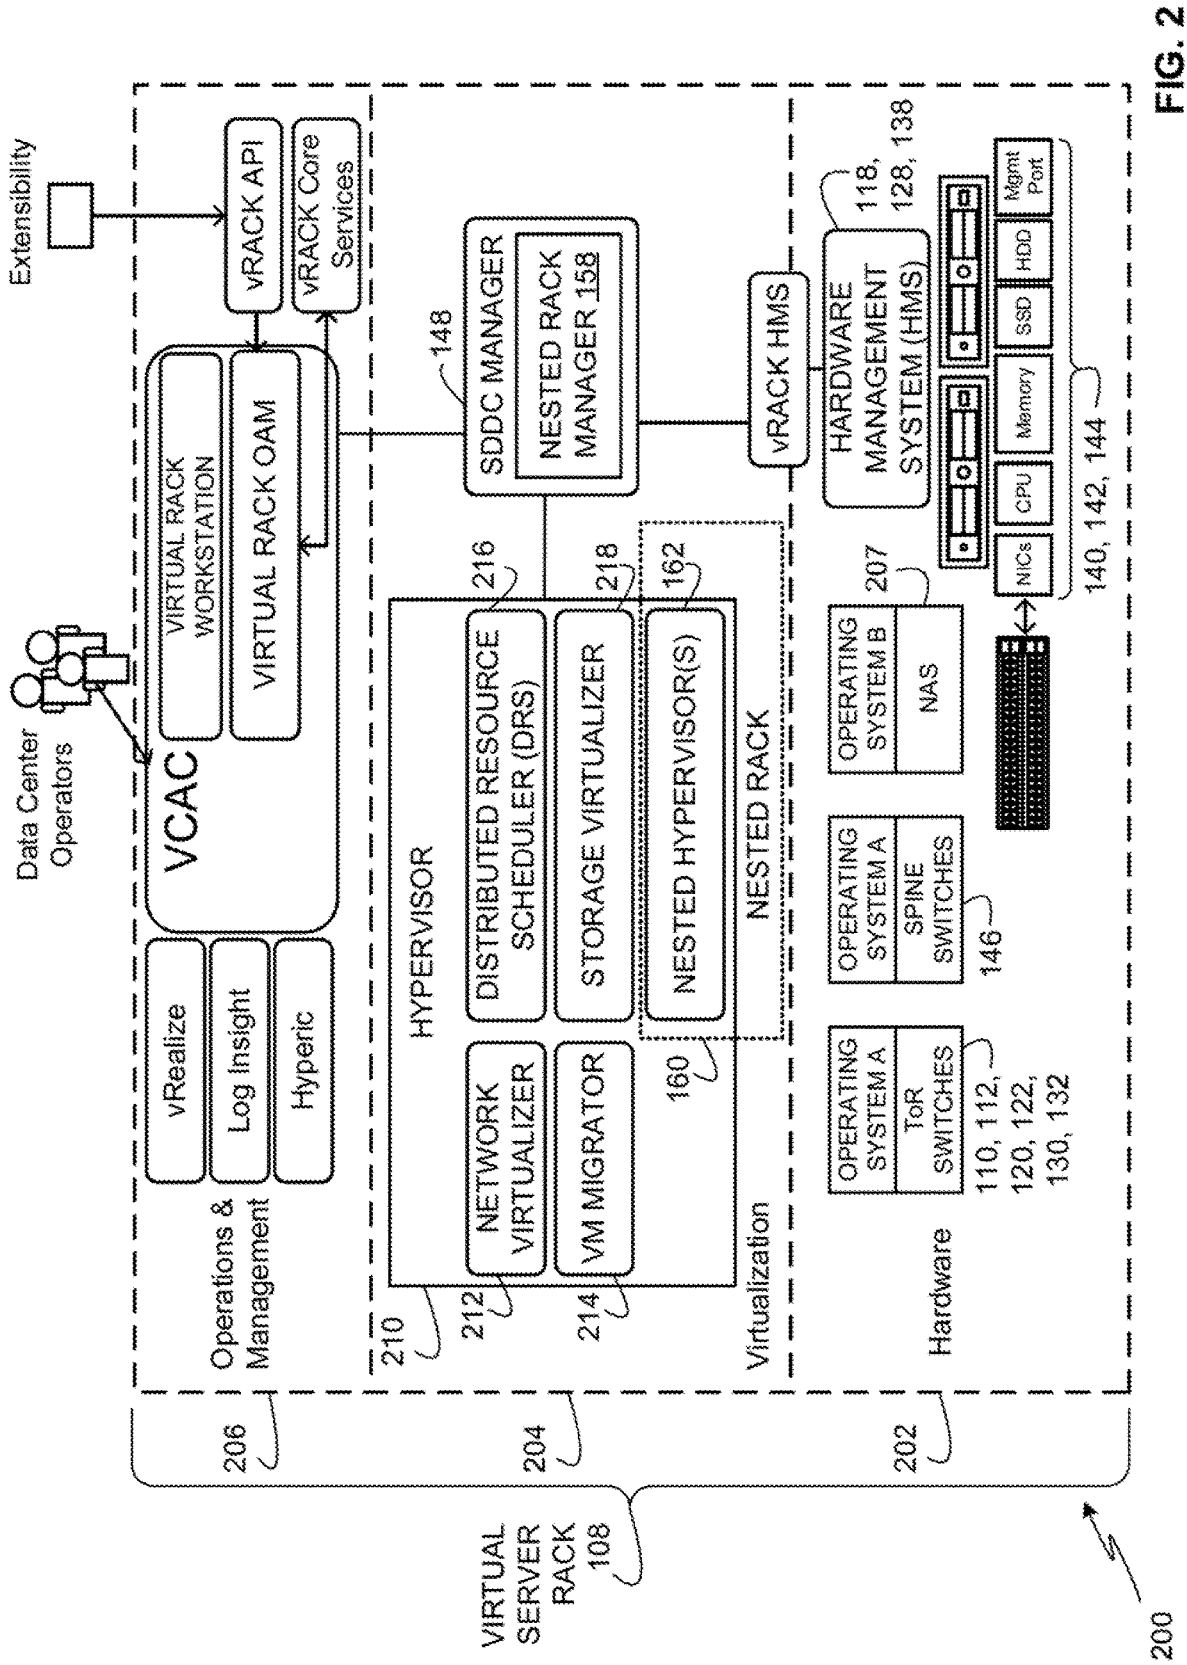 Data Center
Operators
Extensibility
Operations &
Management
vRealize
Log Insight
Hyperic
VCAC
VIRTUAL RACK
WORKSTATION
VIRTUAL RACK OAM
vRACK API
vRACK Core
Services
206
VIRTUAL
SERVER
RACK
108
204
210
HYPERVISOR
NETWORK
VIRTUALIZER
212
VM MIGRATOR
214
DISTRIBUTED RESOURCE
SCHEDULER (DRS)
216
STORAGE VIRTUALIZER
218
NESTED HYPERVISOR(S)
162
160
NESTED RACK
148
SDDC MANAGER
NESTED RACK
MANAGER 158
Virtualization
vRACK HMS
202
Hardware
OPERATING
SYSTEM A
ToR
SWITCHES
110, 112,
120, 122,
130, 132
OPERATING
SYSTEM A
SPINE
SWITCHES
146
OPERATING
SYSTEM B
NAS
207
HARDWARE
MANAGEMENT
SYSTEM (HMS)
118,
128, 138
NICs
CPU
Memory
SSD
HDD
Mgmt
Port
140, 142, 144
200
FIG. 2